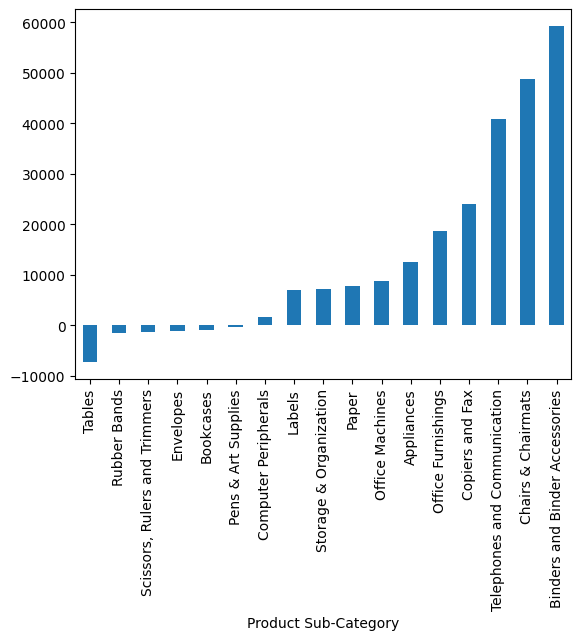 60000
50000
40000
30000
20000
10000
0
−10000
Tables
Rubber Bands
Scissors, Rulers and Trimmers
Envelopes
Bookcases
Pens & Art Supplies
Computer Peripherals
Labels
Storage & Organization
Paper
Office Machines
Appliances
Office Furnishings
Copiers and Fax
Telephones and Communication
Chairs & Chairmats
Binders and Binder Accessories
Product Sub-Category